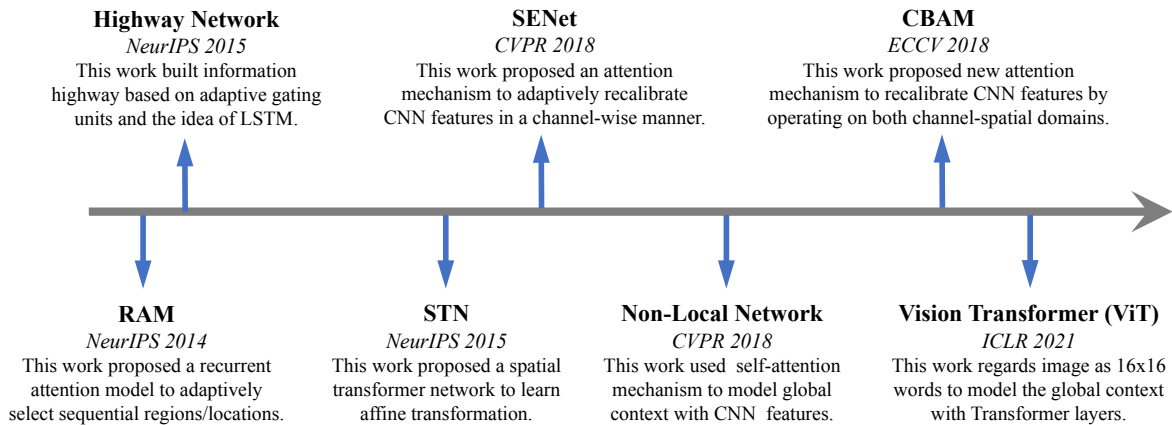 Highway Network
NeurIPS 2015
This work built information
highway based on adaptive gating
units and the idea of LSTM.
SENet
CVPR 2018
This work proposed an attention
mechanism to adaptively recalibrate
CNN features in a channel-wise manner.
CBAM
ECCV 2018
This work proposed new attention
mechanism to recalibrate CNN features by
operating on both channel-spatial domains.
RAM
NeurIPS 2014
This work proposed a recurrent
attention model to adaptively
select sequential regions/locations.
STN
NeurIPS 2015
This work proposed a spatial
transformer network to learn
affine transformation.
Non-Local Network
CVPR 2018
This work used self-attention
mechanism to model global
context with CNN features.
Vision Transformer (ViT)
ICLR 2021
This work regards image as 16x16
words to model the global context
with Transformer layers.